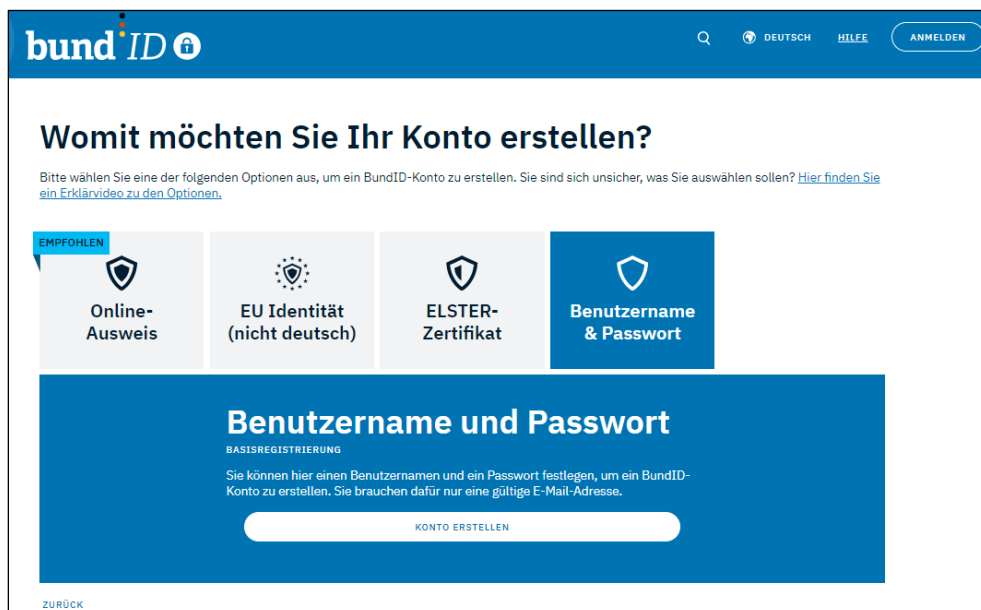 bund ID
DEUTSCH
HILFE
ANMELDEN
Womit möchten Sie Ihr Konto erstellen?
Bitte wählen Sie eine der folgenden Optionen aus, um ein BundID-Konto zu erstellen. Sie sind sich unsicher, was Sie auswählen sollen? Hier finden Sie
ein Erklärvideo zu den Optionen.
EMPFOHLEN
Online-
Ausweis
EU Identität
(nicht deutsch)
ELSTER-
Zertifikat
Benutzername
& Passwort
Benutzername und Passwort
BASISREGISTRIERUNG
Sie können hier einen Benutzernamen und ein Passwort festlegen, um ein BundID-
Konto zu erstellen. Sie brauchen dafür nur eine gültige E-Mail-Adresse.
KONTO ERSTELLEN
ZURÜCK